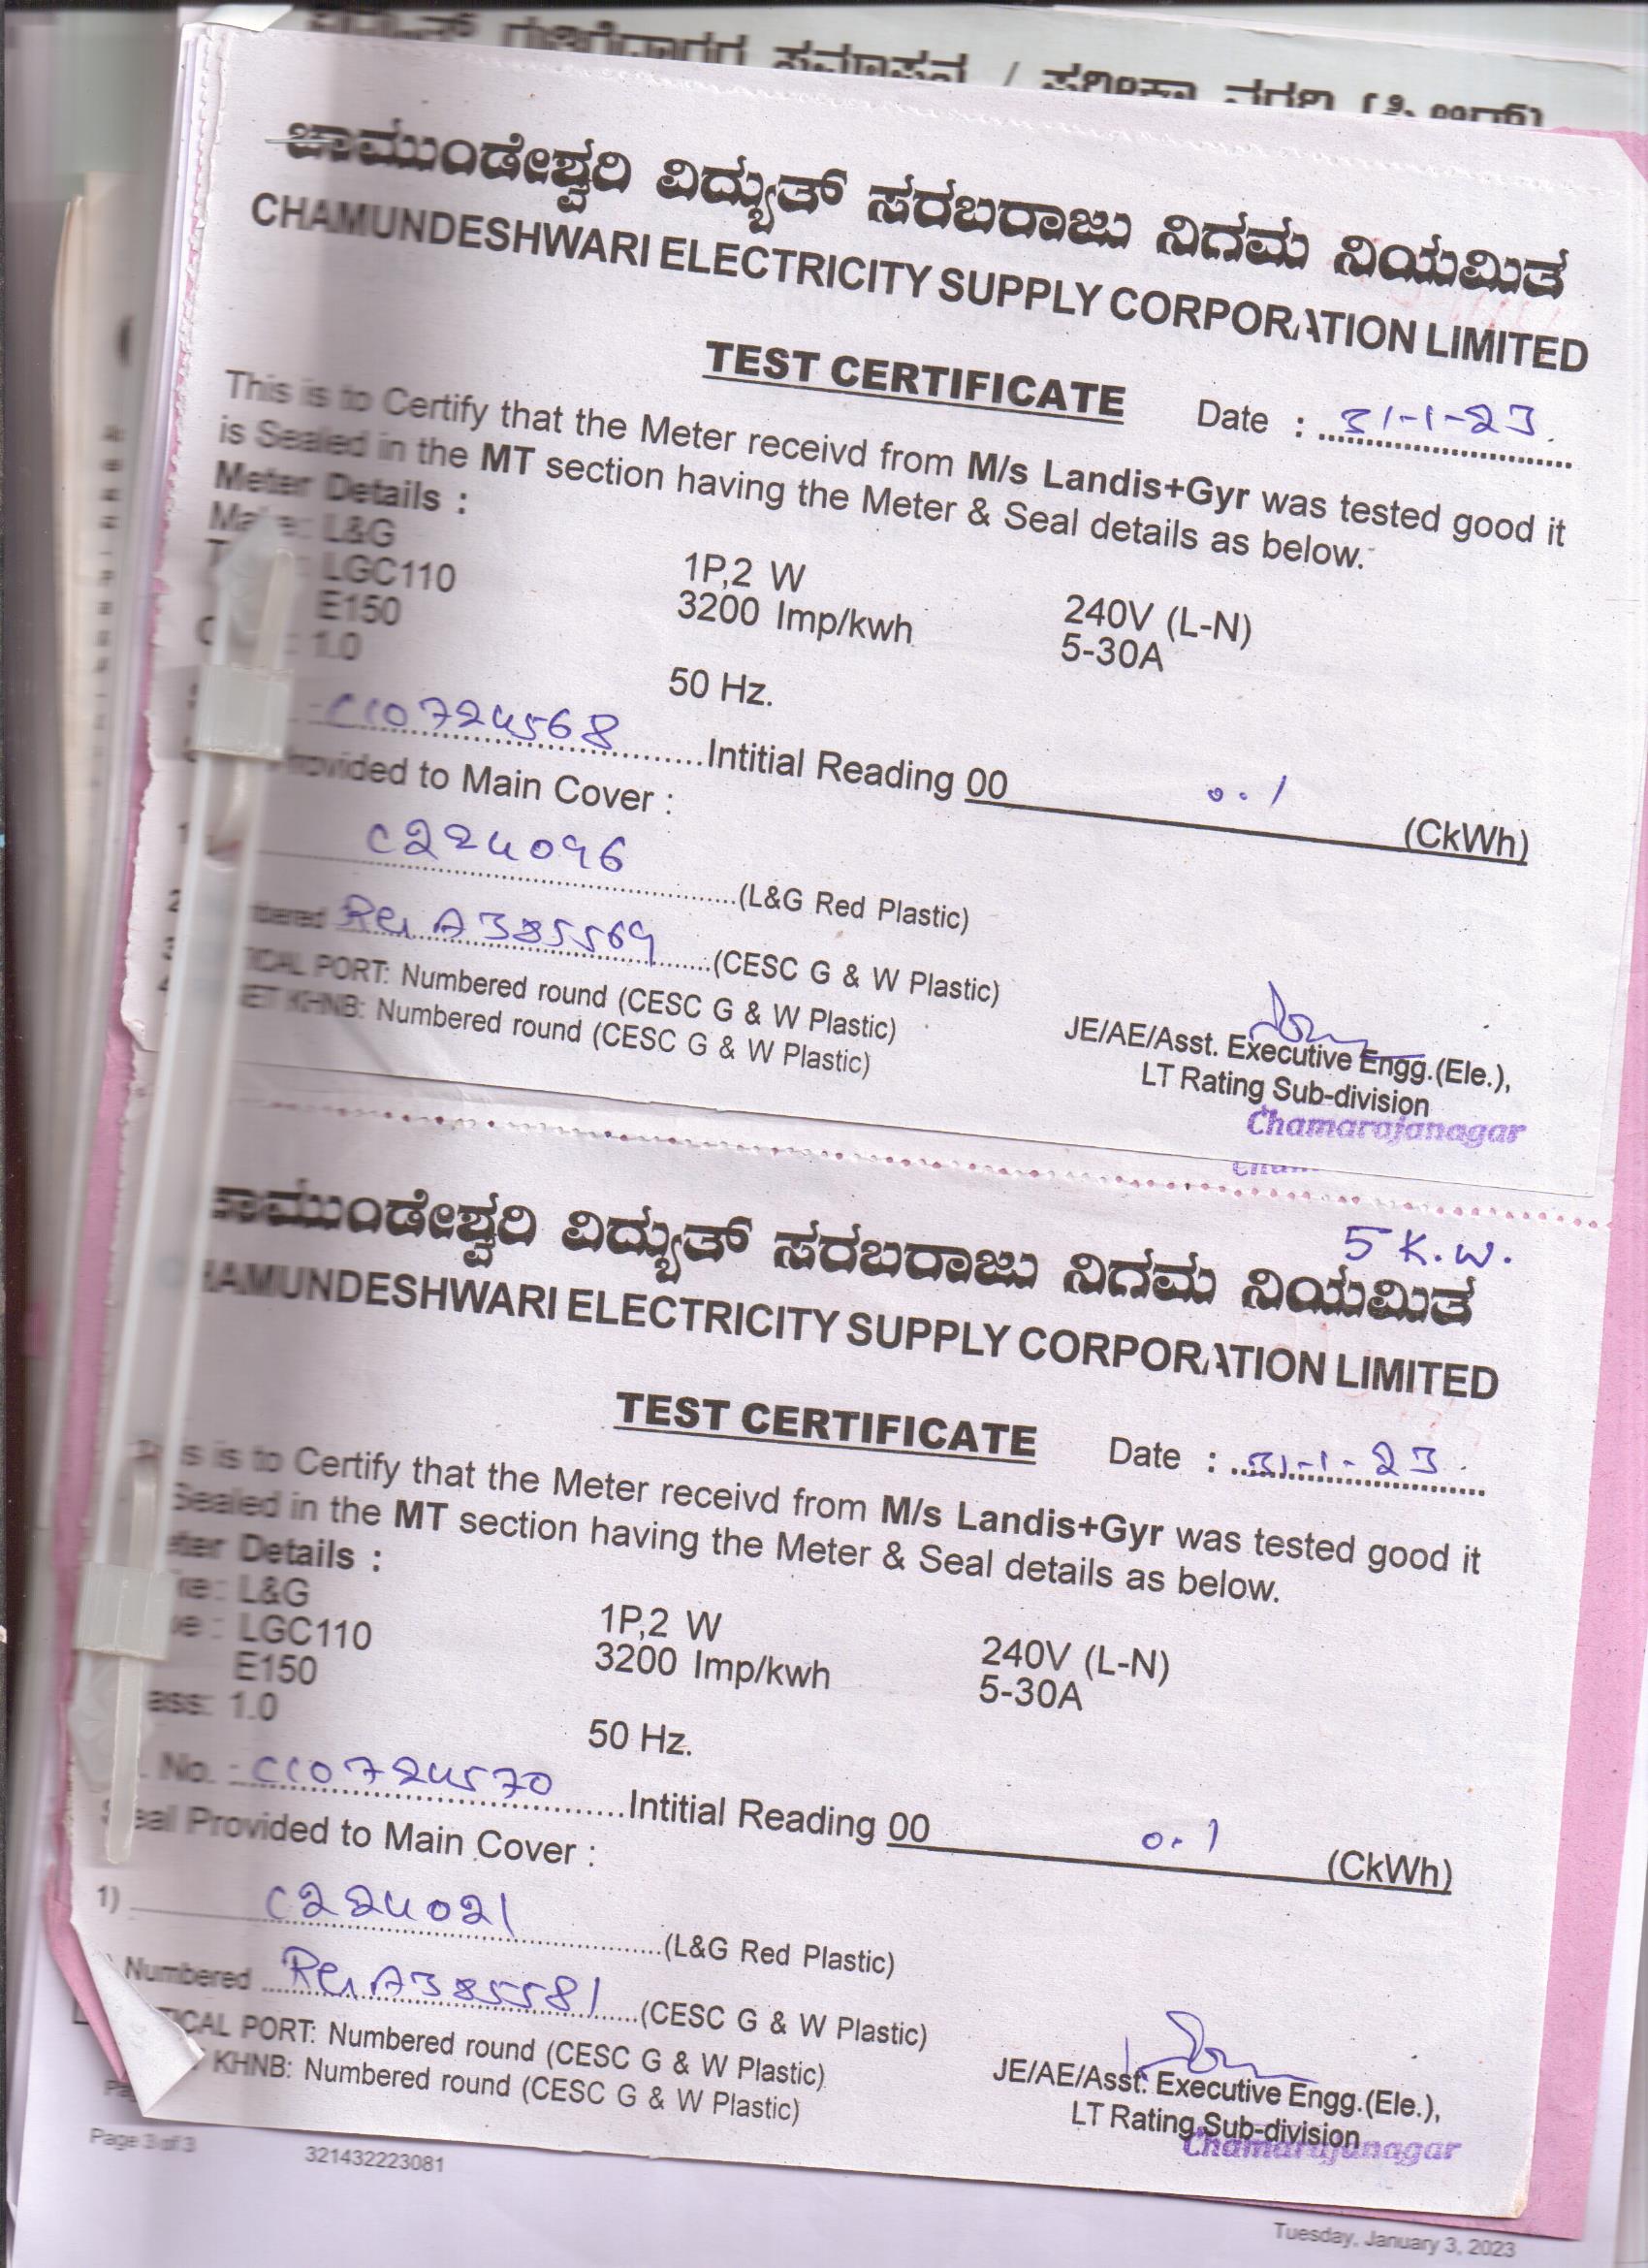 ಚಾಮುಂಡೇಶ್ವರಿ ವಿದ್ಯುತ್ ಸರಬರಾಜು ನಿಗಮ ನಿಯಮಿತ
CHAMUNDESHWARI ELECTRICITY SUPPLY CORPORATION LIMITED
TEST CERTIFICATE
Date : 31-1-23.
This is to Certify that the Meter receivd from M/s Landis+Gyr was tested good it
is Sealed in the MT section having the Meter & Seal details as below.
Meter Details :
Make: L&G
LGC110 1P,2 W 240V (L-N)
E150 3200 Imp/kwh 5-30A
: 1.0
50 Hz.
: CC0724568 Intitial Reading 00 0.1 (CkWh)
Provided to Main Cover :
C224096 (L&G Red Plastic)
A385569 (CESC G & W Plastic)
PORT: Numbered round (CESC G & W Plastic)
KHNB: Numbered round (CESC G & W Plastic)
JE/AE/Asst. Executive Engg.(Ele.),
LT Rating Sub-division
Chamarajanagar
5 K.W.
ಚಾಮುಂಡೇಶ್ವರಿ ವಿದ್ಯುತ್ ಸರಬರಾಜು ನಿಗಮ ನಿಯಮಿತ
HAMUNDESHWARI ELECTRICITY SUPPLY CORPORATION LIMITED
TEST CERTIFICATE
Date : 31-1-23.
is to Certify that the Meter receivd from M/s Landis+Gyr was tested good it
Sealed in the MT section having the Meter & Seal details as below.
Details :
: L&G
: LGC110 1P,2 W 240V (L-N)
E150 3200 Imp/kwh 5-30A
ass: 1.0
50 Hz.
No. : CC0724570 Intitial Reading 00 0.1 (CkWh)
Seal Provided to Main Cover :
1) C224021 (L&G Red Plastic)
Numbered A385581 (CESC G & W Plastic)
ICAL PORT: Numbered round (CESC G & W Plastic)
KHNB: Numbered round (CESC G & W Plastic)
JE/AE/Asst. Executive Engg.(Ele.),
LT Rating Sub-division
Chamarajanagar
Page 3 of 3
321432223081
Tuesday, January 3, 2023